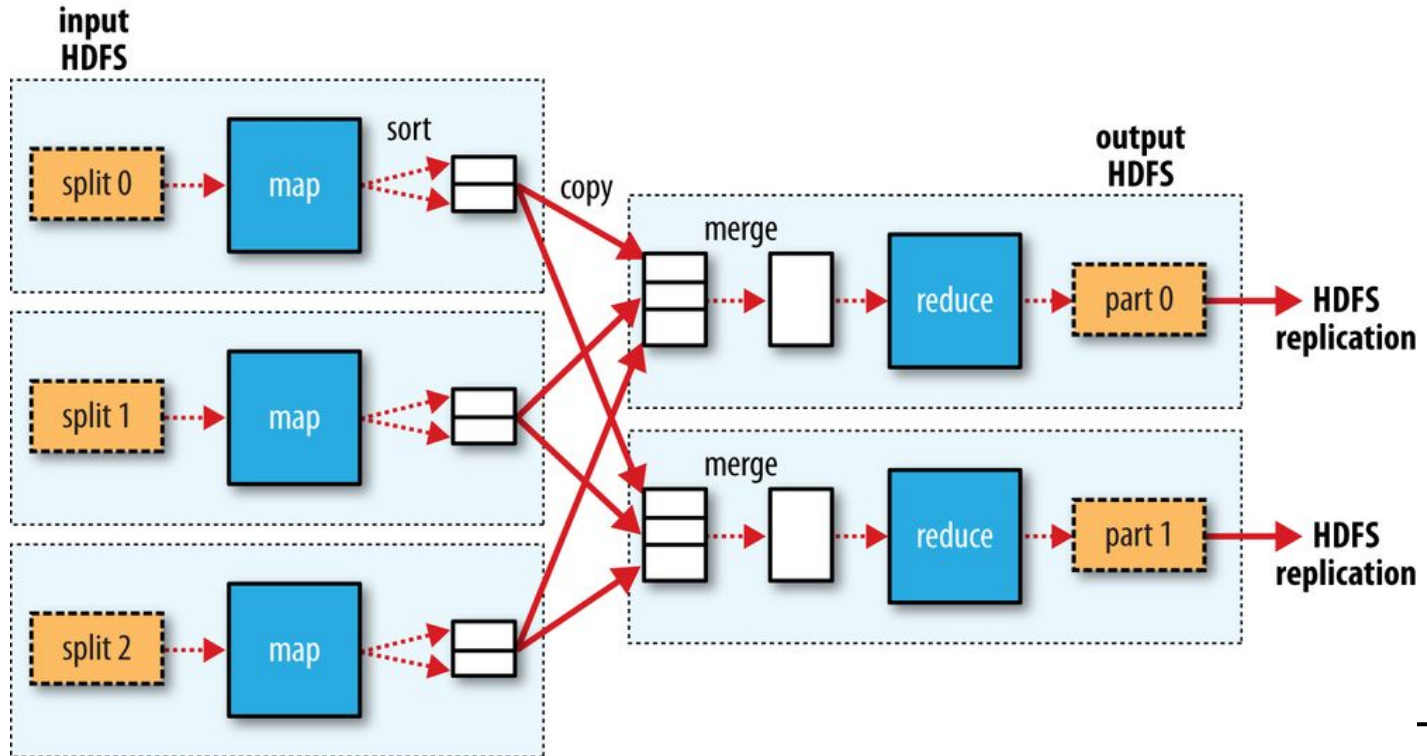 input
HDFS
split 0
map
sort
copy
split 1
map
split 2
map
output
HDFS
merge
reduce
part 0
HDFS
replication
merge
reduce
part 1
HDFS
replication